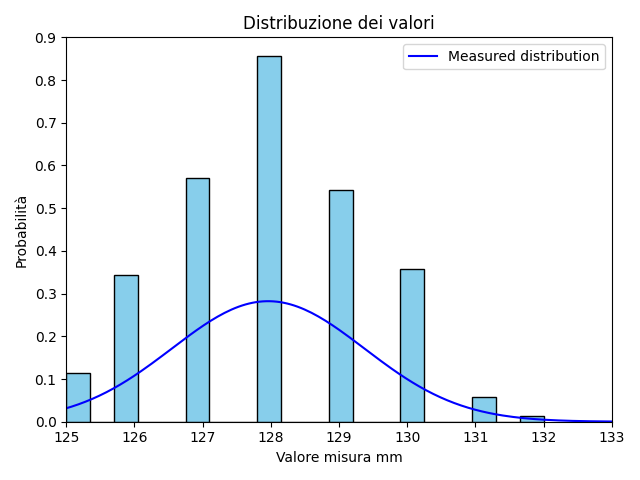 Distribuzione dei valori
Measured distribution
0.9
0.8
0.7
0.6
0.5
0.4
0.3
0.2
0.1
0.0
Probabilità
125 126 127 128 129 130 131 132 133
Valore misura mm